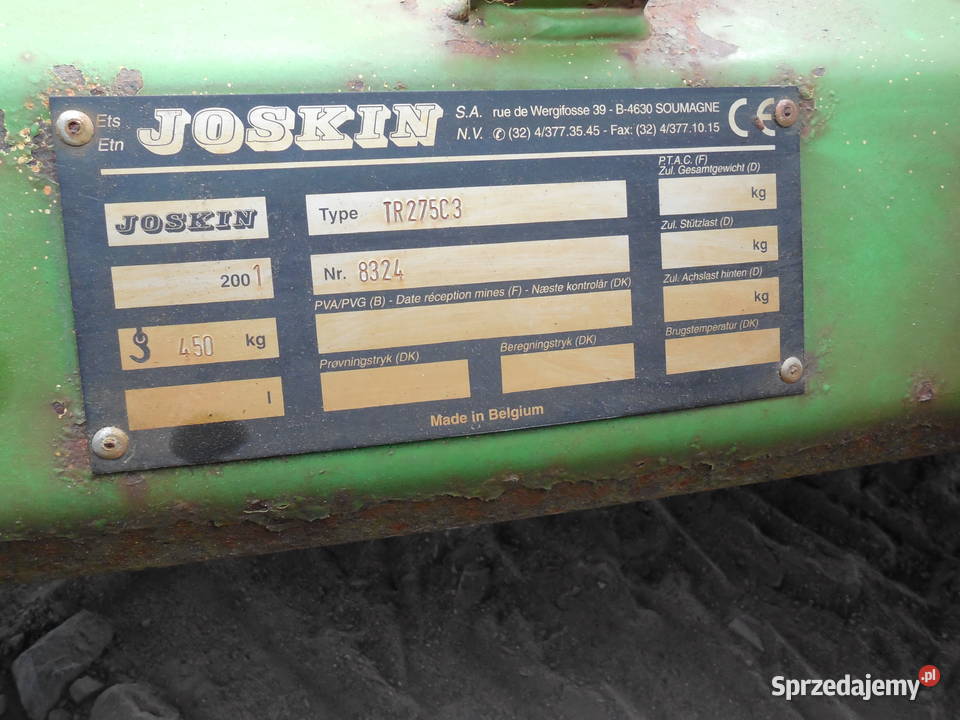 Ets
Etn
JOSKIN
S.A. rue de Wergifosse 39 - B-4630 SOUMAGNE
N.V. ✆ (32) 4/377.35.45 - Fax: (32) 4/377.10.15
CE
JOSKIN
2001
450 kg
l
Type TR275C3
Nr. 8324
PVA/PVG (B) - Date réception mines (F) - Næste kontrolår (DK)
Prøvningstryk (DK)
Beregningstryk (DK)
P.T.A.C. (F)
Zul. Gesamtgewicht (D)
kg
Zul. Stützlast (D)
kg
Zul. Achslast hinten (D)
kg
Brugstemperatur (DK)
Made in Belgium
Sprzedajemy.pl